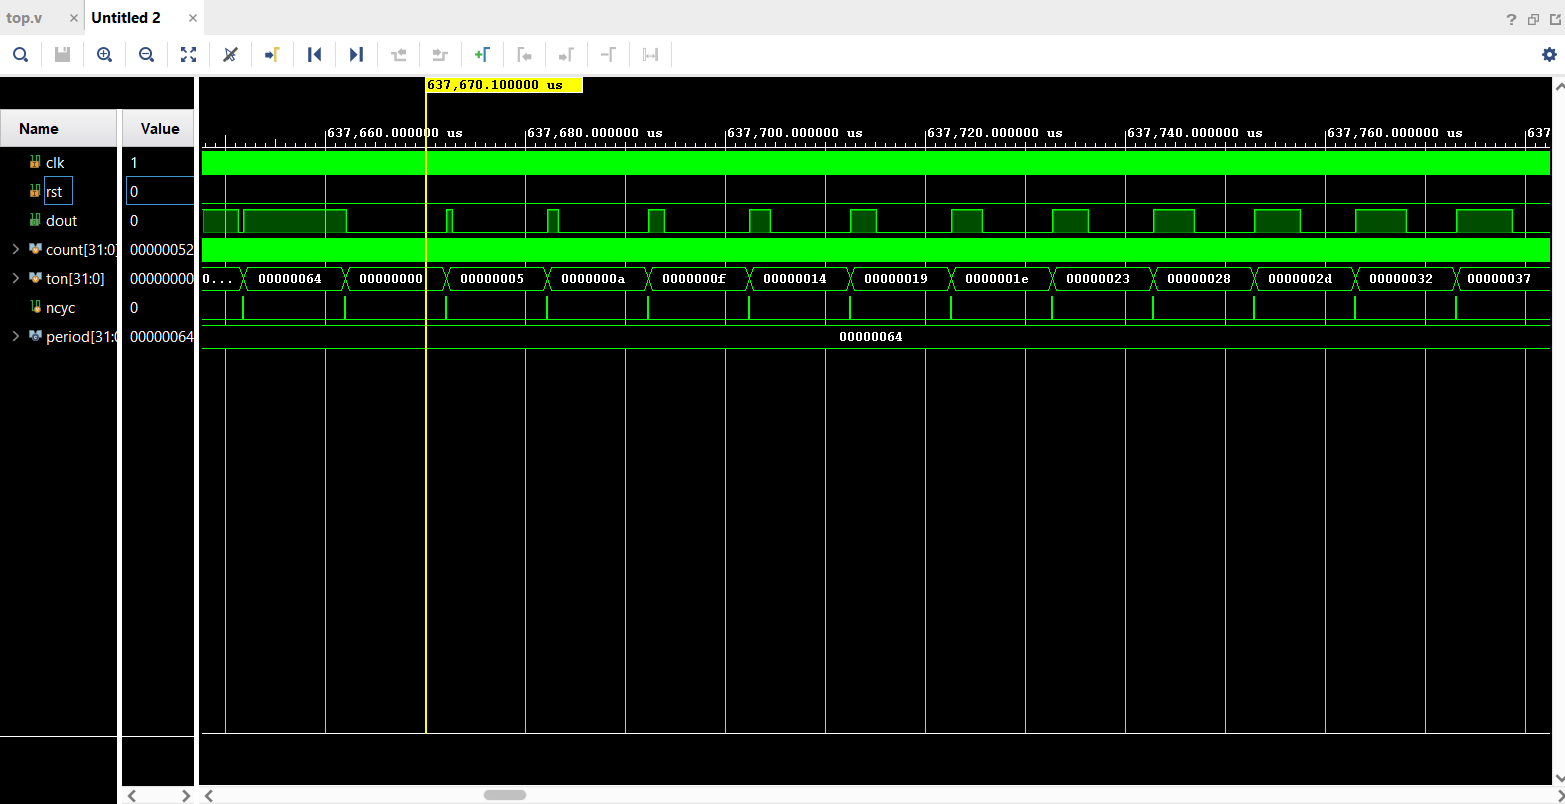 top.v × Untitled 2 ×
?
637,670.100000 us
Name Value
637,660.000000 us 637,680.000000 us 637,700.000000 us 637,720.000000 us 637,740.000000 us 637,760.000000 us 637
clk 1
rst 0
dout 0
count[31:0] 00000052
ton[31:0] 00000000 0... 00000064 00000000 00000005 0000000a 0000000f 00000014 00000019 0000001e 00000023 00000028 0000002d 00000032 00000037
ncyc 0
period[31:0 00000064 00000064